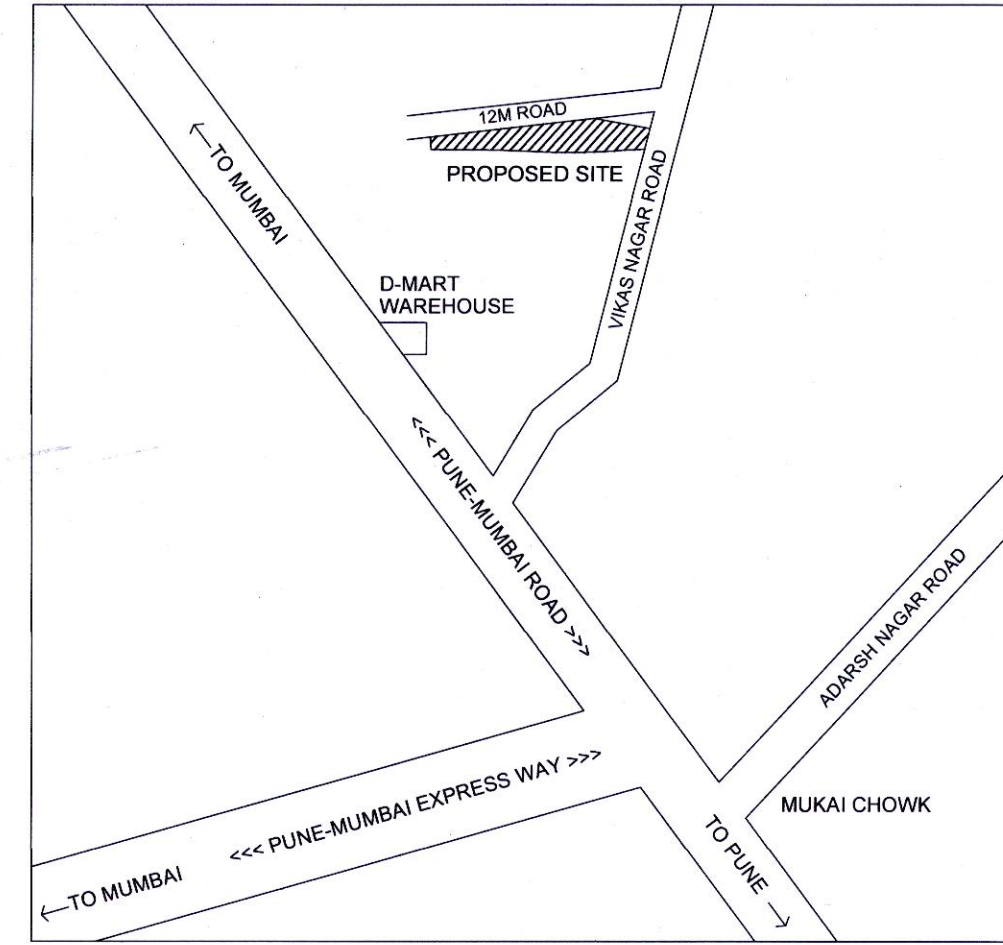 12M ROAD
PROPOSED SITE
←TO MUMBAI
VIKAS NAGAR ROAD
D-MART
WAREHOUSE
<<< PUNE-MUMBAI ROAD >>>
ADARSH NAGAR ROAD
<<< PUNE-MUMBAI EXPRESS WAY >>>
MUKAI CHOWK
←TO MUMBAI
TO PUNE →